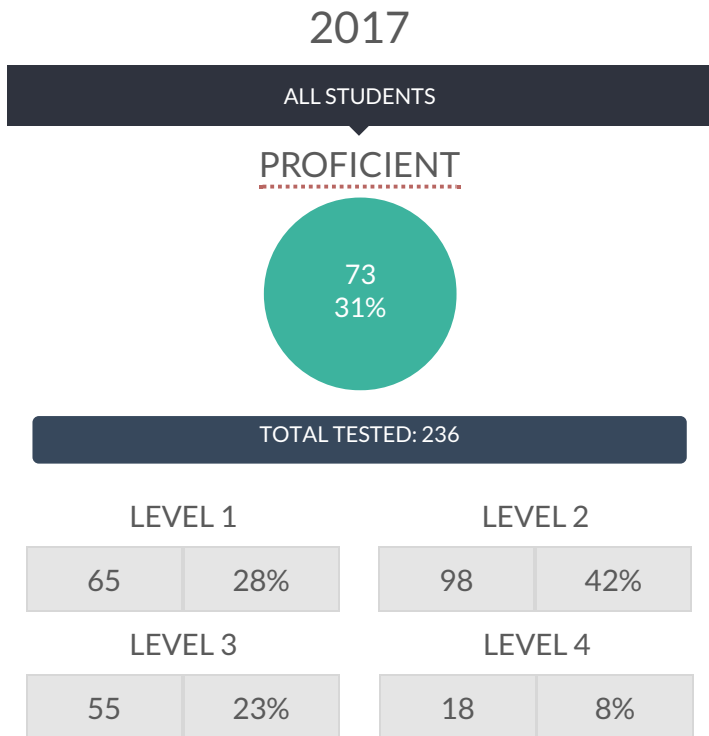 2017
ALL STUDENTS
PROFICIENT
73
31%
TOTAL TESTED: 236
LEVEL 1 LEVEL 2
65 28% 98 42%
LEVEL 3 LEVEL 4
55 23% 18 8%